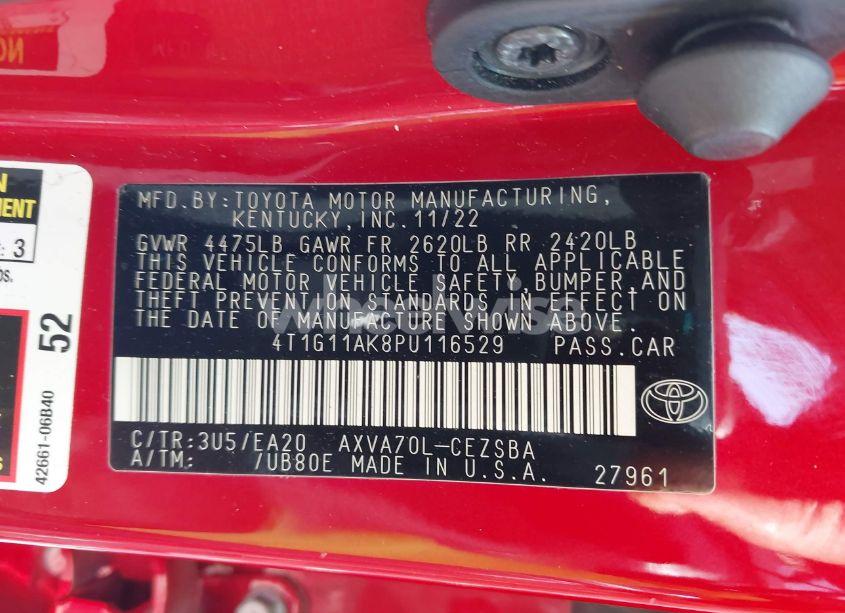 MFD.BY:TOYOTA MOTOR MANUFACTURING,
KENTUCKY,INC.11/22
GVWR 4475LB GAWR FR 2620LB RR 2420LB
THIS VEHICLE CONFORMS TO ALL APPLICABLE
FEDERAL MOTOR VEHICLE SAFETY,BUMPER,AND
THEFT PREVENTION STANDARDS IN EFFECT ON
THE DATE OF MANUFACTURE SHOWN ABOVE.
4T1G11AK8PU116529 PASS.CAR
C/TR:3U5/EA20 AXVA70L-CEZSBA
A/TM: 7UB80E MADE IN U.S.A. 27961
52
42661-06B40
3